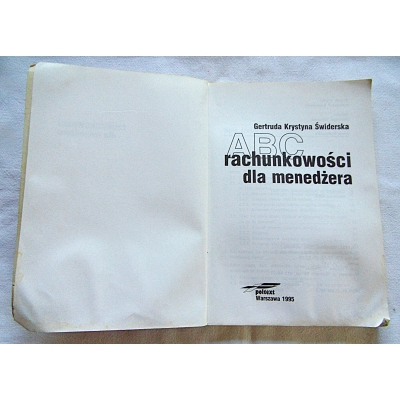 Gertruda Krystyna Świderska
ABC
rachunkowości
dla menedżera
poltext
Warszawa 1995